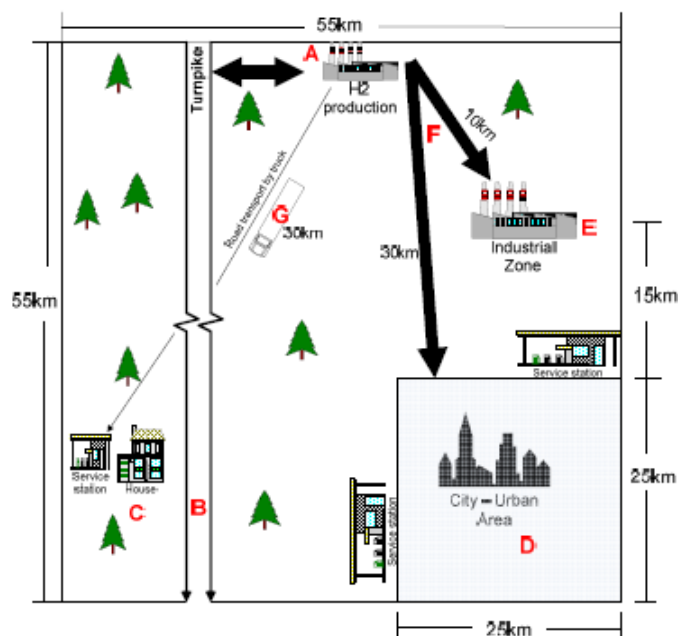 55km
Turnpike
A
H2
production
10km
F
Road transport by truck
G
30km
E
Industrial
Zone
30km
55km
15km
Service station
Service
station
House
C
B
Service station
City - Urban
Area
D
25km
25km